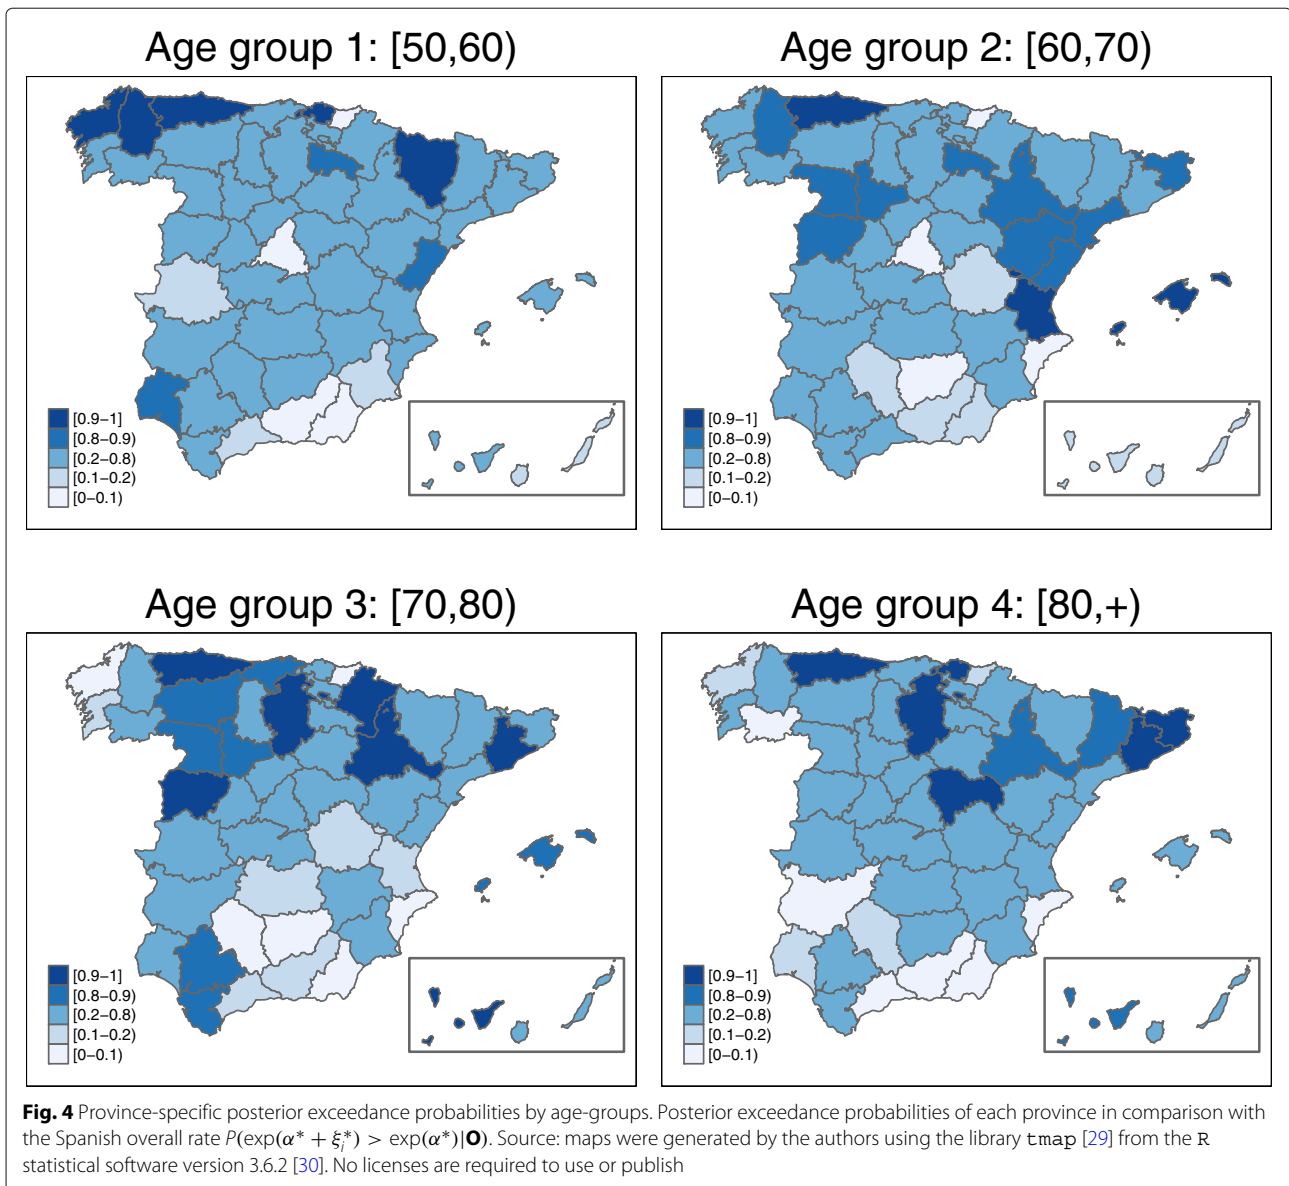 Age group 1: [50,60)
Age group 2: [60,70)
[0.9−1]
[0.8−0.9)
[0.2−0.8)
[0.1−0.2)
[0−0.1)
[0.9−1]
[0.8−0.9)
[0.2−0.8)
[0.1−0.2)
[0−0.1)
Age group 3: [70,80)
Age group 4: [80,+)
[0.9−1]
[0.8−0.9)
[0.2−0.8)
[0.1−0.2)
[0−0.1)
[0.9−1]
[0.8−0.9)
[0.2−0.8)
[0.1−0.2)
[0−0.1)
Fig. 4 Province-specific posterior exceedance probabilities by age-groups. Posterior exceedance probabilities of each province in comparison with
the Spanish overall rate P(exp(α* + ξᵢ*) > exp(α*)|O). Source: maps were generated by the authors using the library tmap [29] from the R
statistical software version 3.6.2 [30]. No licenses are required to use or publish